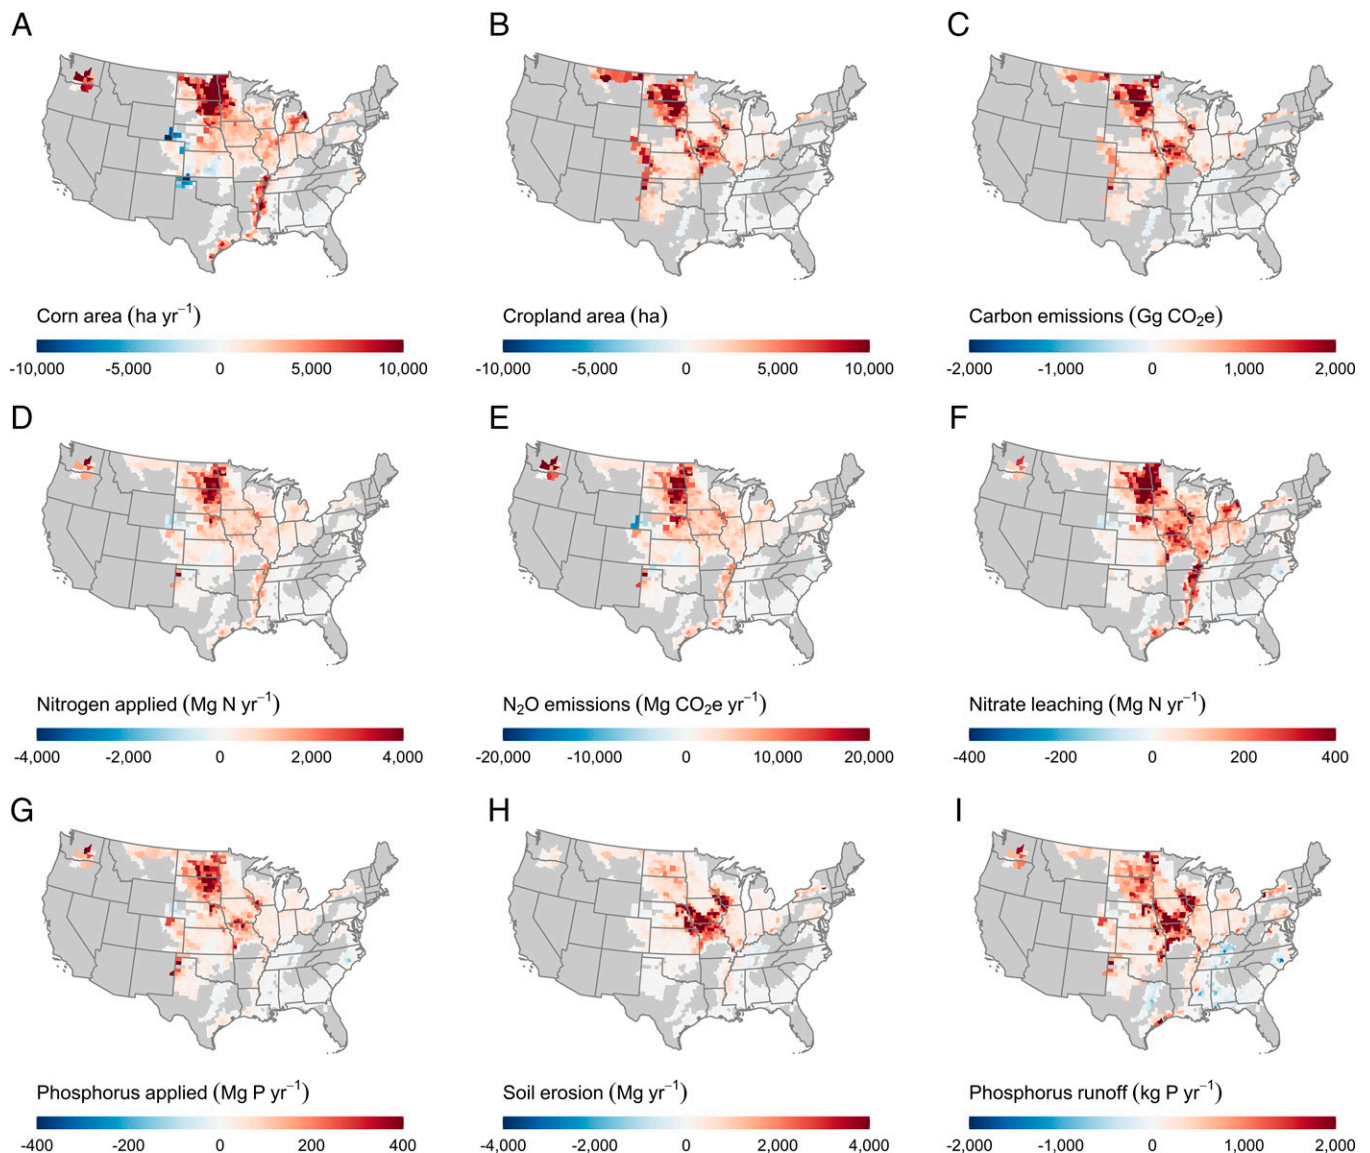 A
B
C
Corn area (ha yr⁻¹)
-10,000 -5,000 0 5,000 10,000
Cropland area (ha)
-10,000 -5,000 0 5,000 10,000
Carbon emissions (Gg CO₂e)
-2,000 -1,000 0 1,000 2,000
D
E
F
Nitrogen applied (Mg N yr⁻¹)
-4,000 -2,000 0 2,000 4,000
N₂O emissions (Mg CO₂e yr⁻¹)
-20,000 -10,000 0 10,000 20,000
Nitrate leaching (Mg N yr⁻¹)
-400 -200 0 200 400
G
H
I
Phosphorus applied (Mg P yr⁻¹)
-400 -200 0 200 400
Soil erosion (Mg yr⁻¹)
-4,000 -2,000 0 2,000 4,000
Phosphorus runoff (kg P yr⁻¹)
-2,000 -1,000 0 1,000 2,000